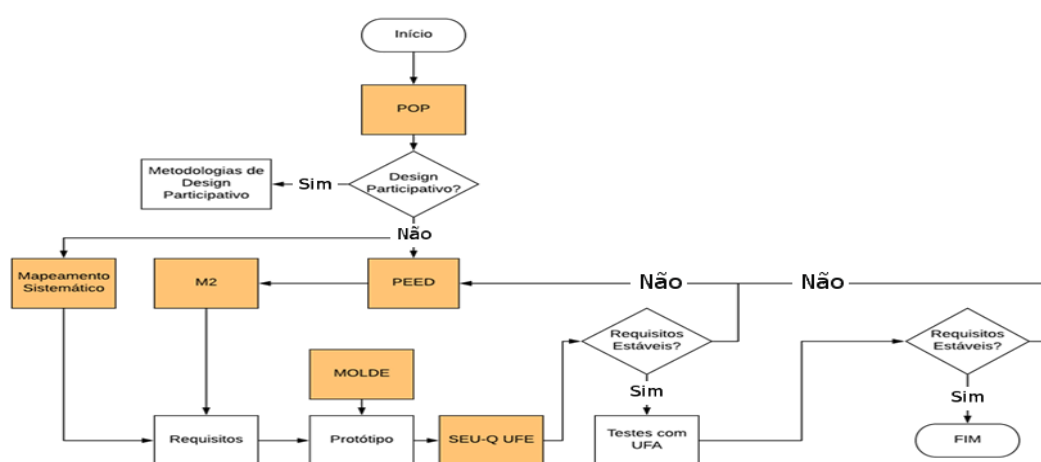 Início
POP
Metodologias de
Design
Participativo
Sim
Design
Participativo?
Não
Mapeamento
Sistemático
M2
PEED
Não
Não
Requisitos
Estáveis?
Requisitos
Estáveis?
MOLDE
Sim
Sim
Requisitos
Protótipo
SEU-Q UFE
Testes com
UFA
FIM